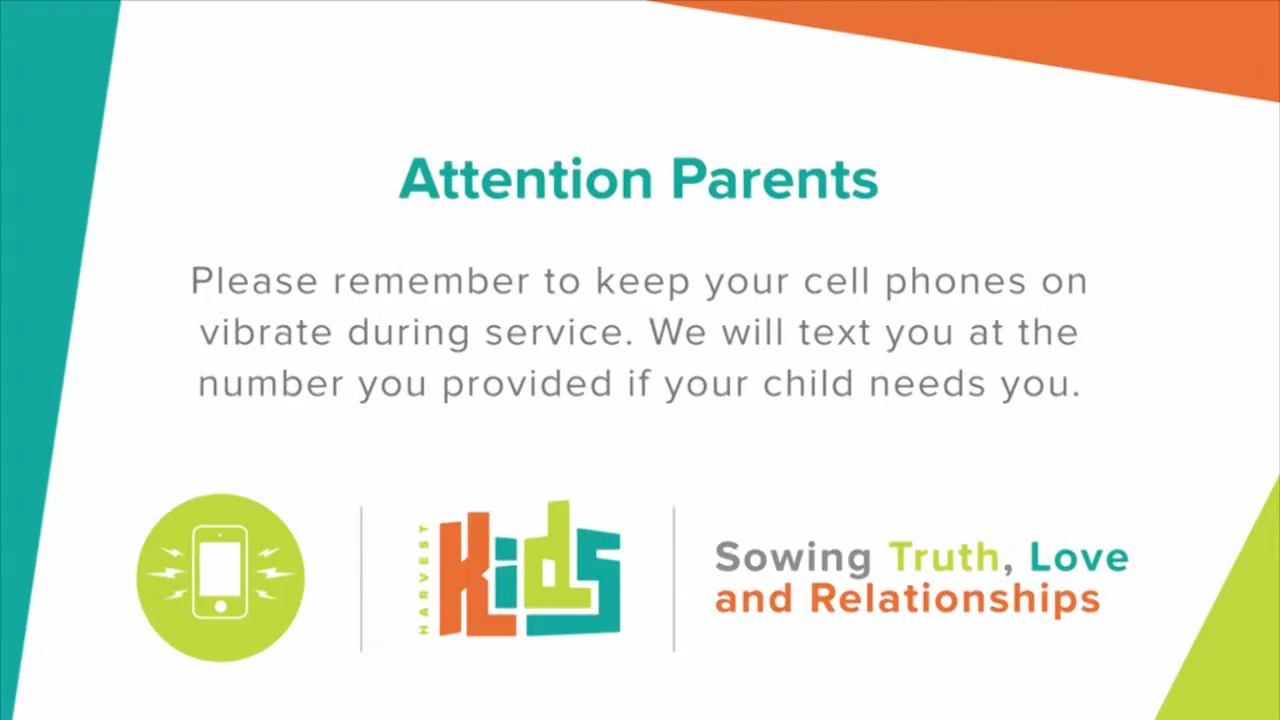 Attention Parents
Please remember to keep your cell phones on
vibrate during service. We will text you at the
number you provided if your child needs you.
HARVEST
Kids
Sowing Truth, Love
and Relationships